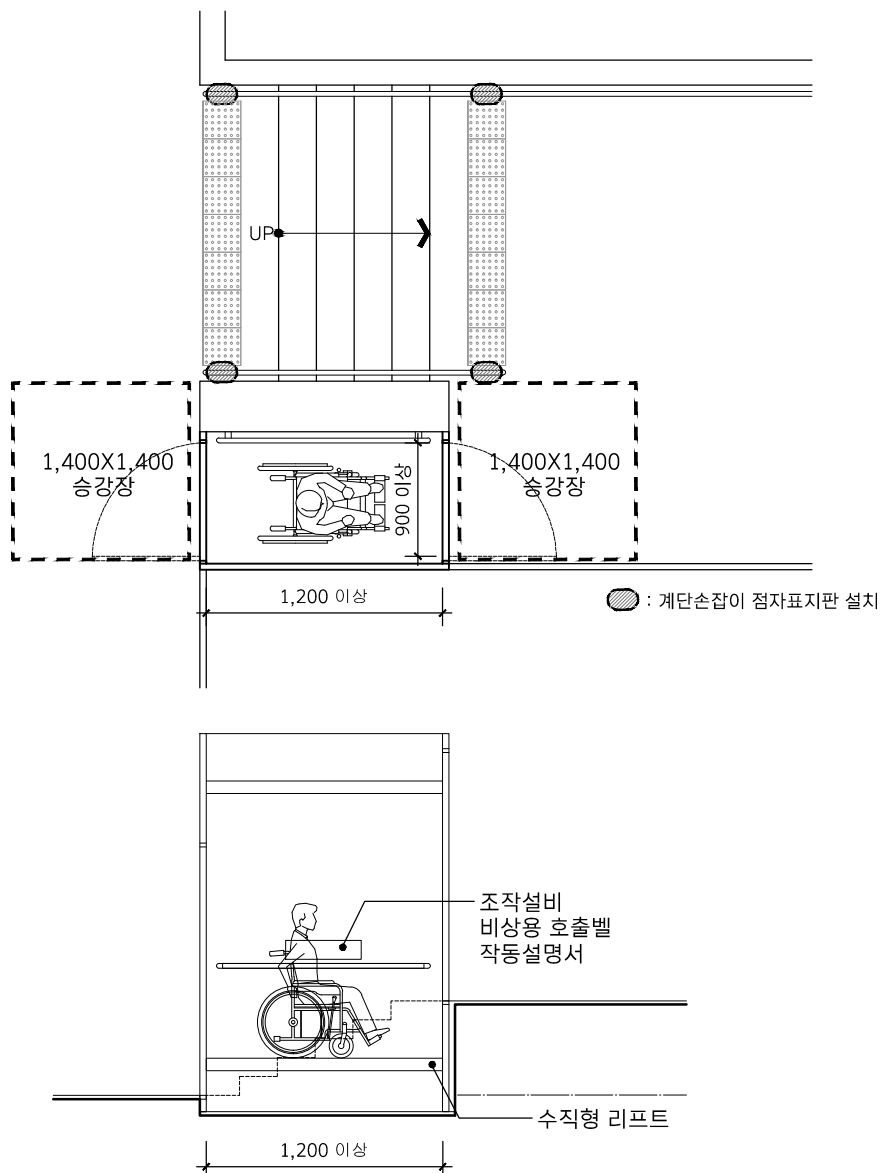 UP
1,400X1,400
승강장
900 이상
1,400X1,400
승강장
1,200 이상
: 계단손잡이 점자표지판 설치
조작설비
비상용 호출벨
작동설명서
수직형 리프트
1,200 이상